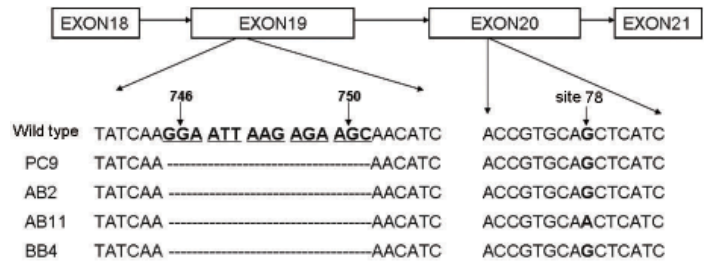 EXON18 EXON19 EXON20 EXON21
746 750 site 78
Wild type TATCAAGGA ATT AAG AGA AGCAACATC ACCGTGCAGCTCATC
PC9 TATCAA ------------------------------------AACATC ACCGTGCAGCTCATC
AB2 TATCAA ------------------------------------AACATC ACCGTGCAGCTCATC
AB11 TATCAA ------------------------------------AACATC ACCGTGCAACTCATC
BB4 TATCAA ------------------------------------AACATC ACCGTGCAGCTCATC